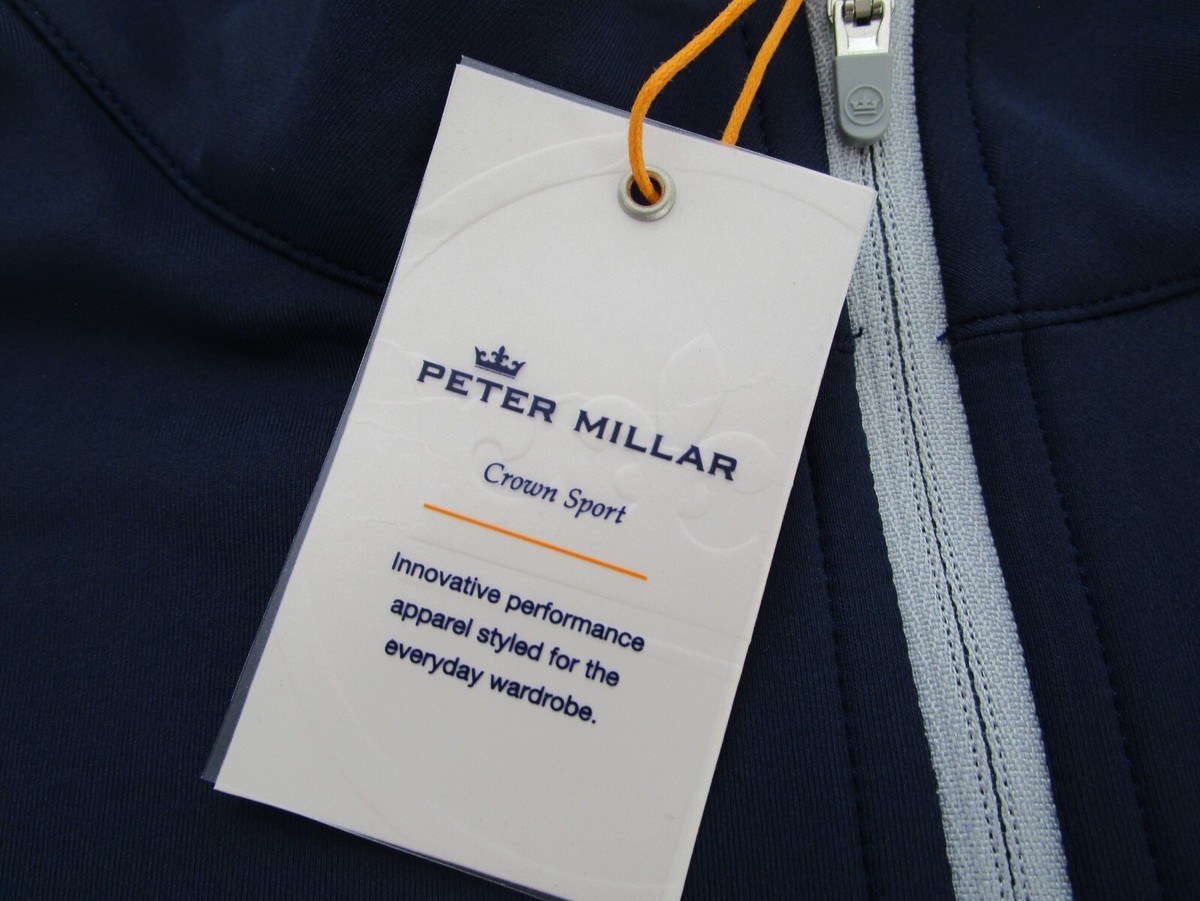 PETER MILLAR
Crown Sport
Innovative performance
apparel styled for the
everyday wardrobe.